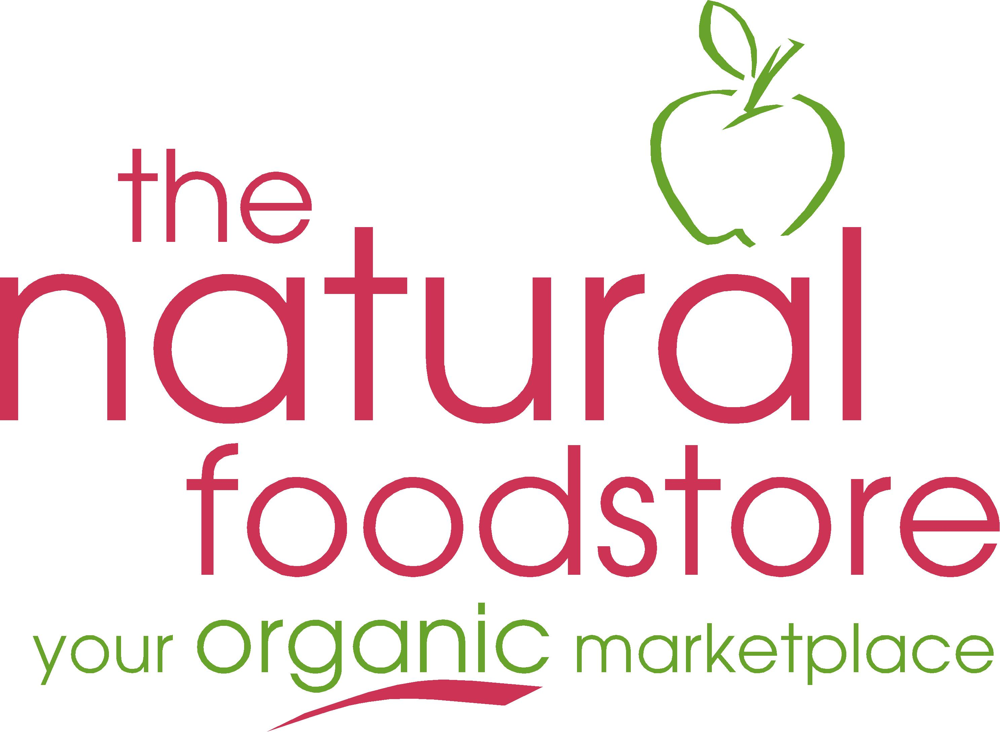 the
natural
foodstore
your organic marketplace